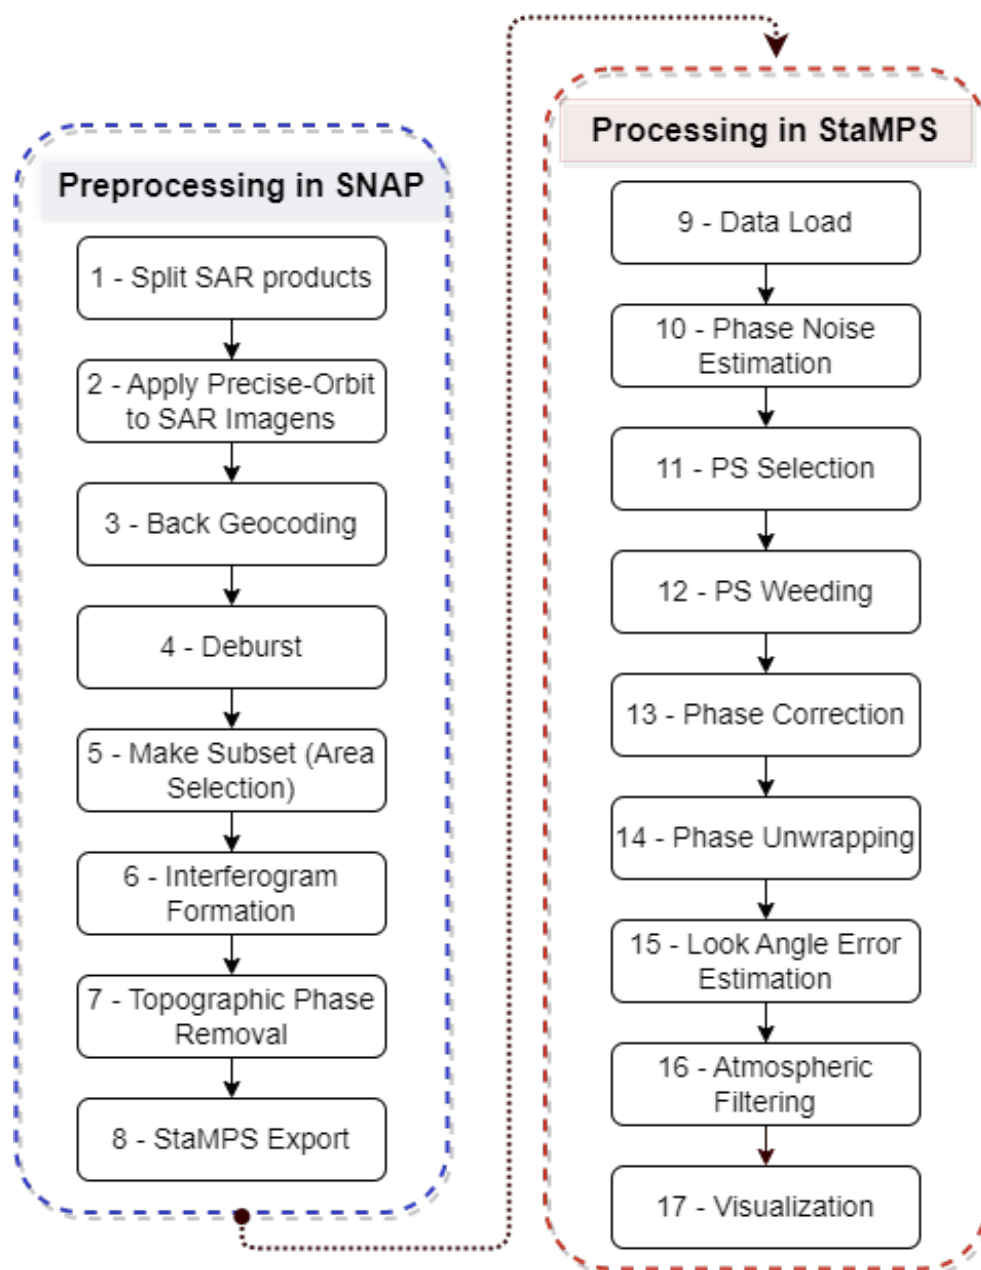 Preprocessing in SNAP
1 - Split SAR products
2 - Apply Precise-Orbit
to SAR Imagens
3 - Back Geocoding
4 - Deburst
5 - Make Subset (Area
Selection)
6 - Interferogram
Formation
7 - Topographic Phase
Removal
8 - StaMPS Export
Processing in StaMPS
9 - Data Load
10 - Phase Noise
Estimation
11 - PS Selection
12 - PS Weeding
13 - Phase Correction
14 - Phase Unwrapping
15 - Look Angle Error
Estimation
16 - Atmospheric
Filtering
17 - Visualization